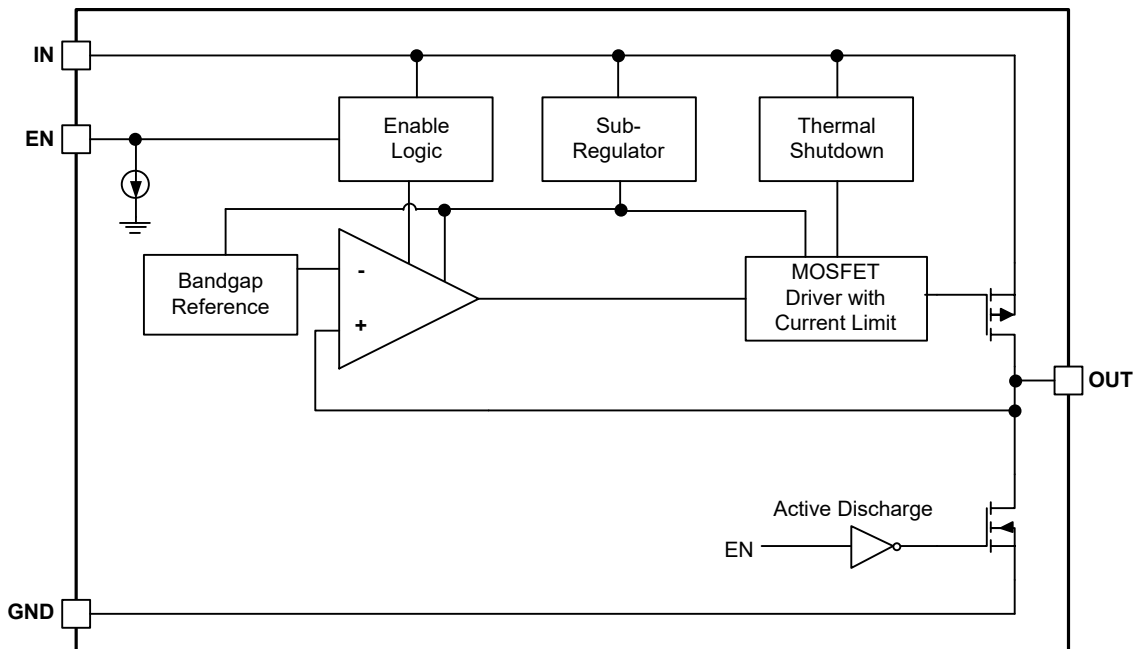 IN
EN
Enable
Logic
Sub-
Regulator
Thermal
Shutdown
Bandgap
Reference
-
+
MOSFET
Driver with
Current Limit
OUT
Active Discharge
EN
GND